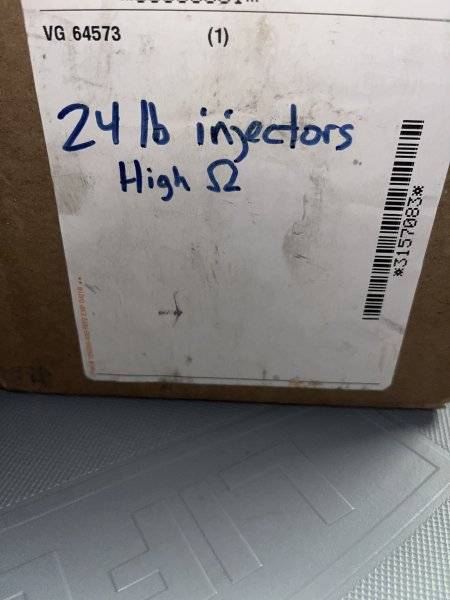 VG 64573 (1)
24 lb injectors
High Ω
*3157083*